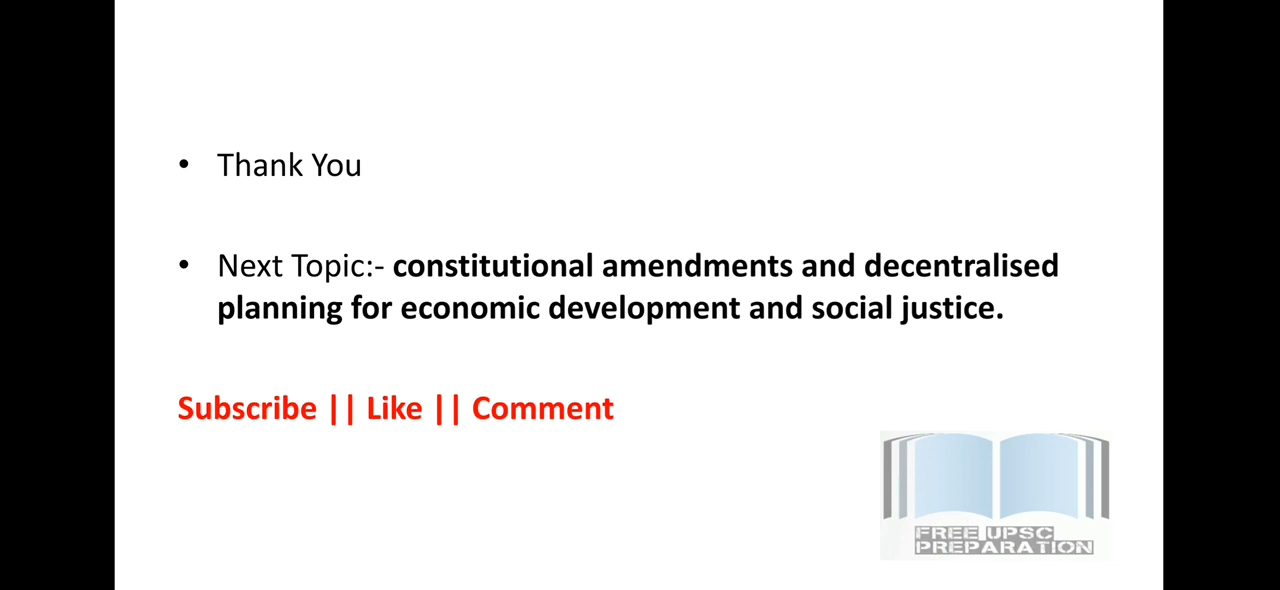 • Thank You
• Next Topic:- constitutional amendments and decentralised
planning for economic development and social justice.
Subscribe || Like || Comment
FREE UPSC
PREPARATION